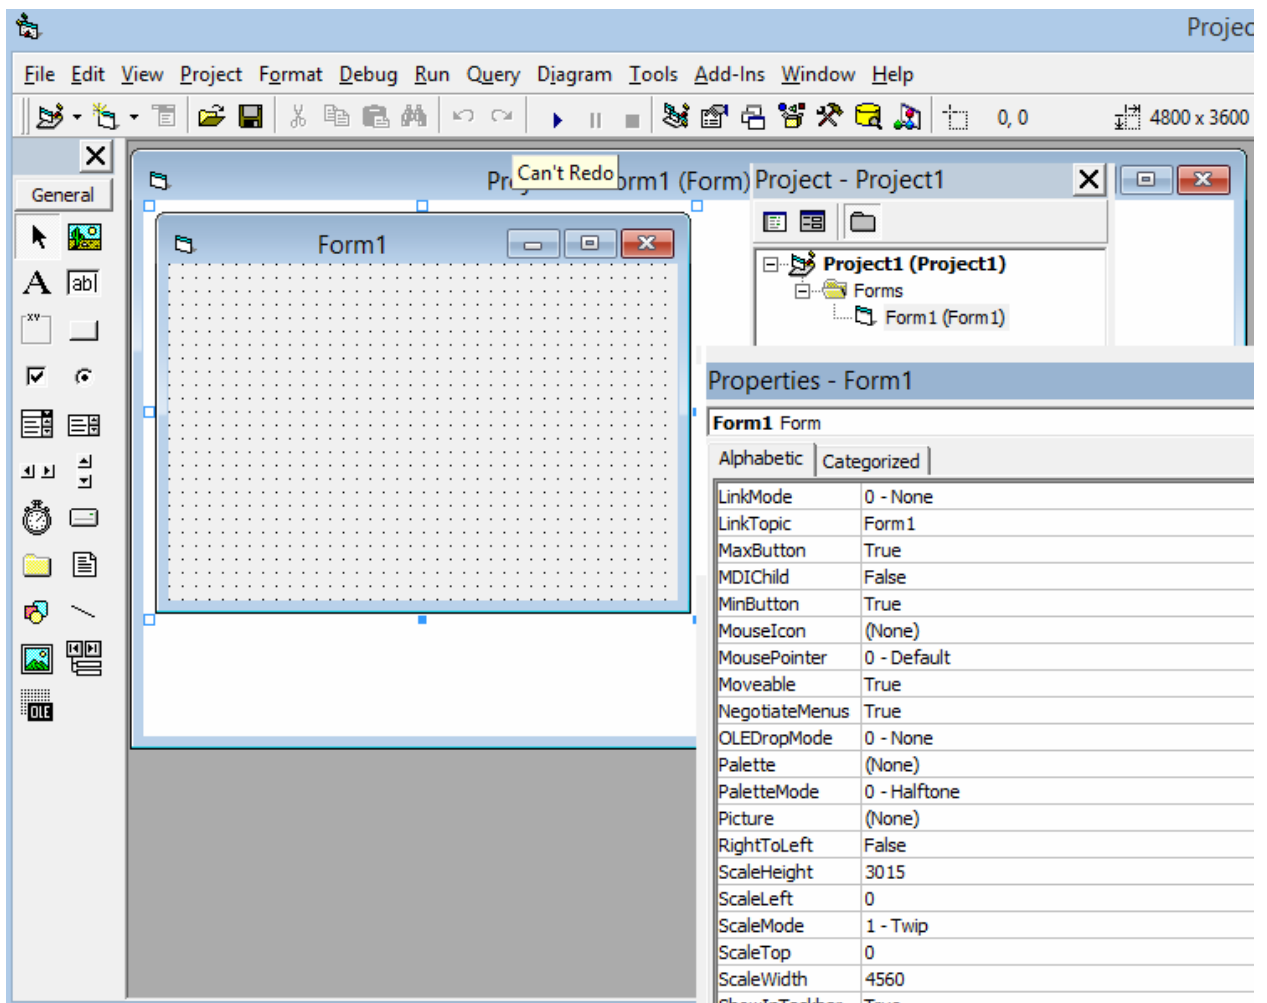 Projec
File Edit View Project Format Debug Run Query Diagram Tools Add-Ins Window Help
0, 0 4800 x 3600
General
Can't Redo
orm1 (Form)
Project - Project1
Form1
A abl
XY
Project1 (Project1)
Forms
Form1 (Form1)
Properties - Form1
Form1 Form
Alphabetic Categorized
LinkMode 0 - None
LinkTopic Form1
MaxButton True
MDIChild False
MinButton True
MouseIcon (None)
MousePointer 0 - Default
Moveable True
NegotiateMenus True
OLEDropMode 0 - None
Palette (None)
PaletteMode 0 - Halftone
Picture (None)
RightToLeft False
ScaleHeight 3015
ScaleLeft 0
ScaleMode 1 - Twip
ScaleTop 0
ScaleWidth 4560
OLE